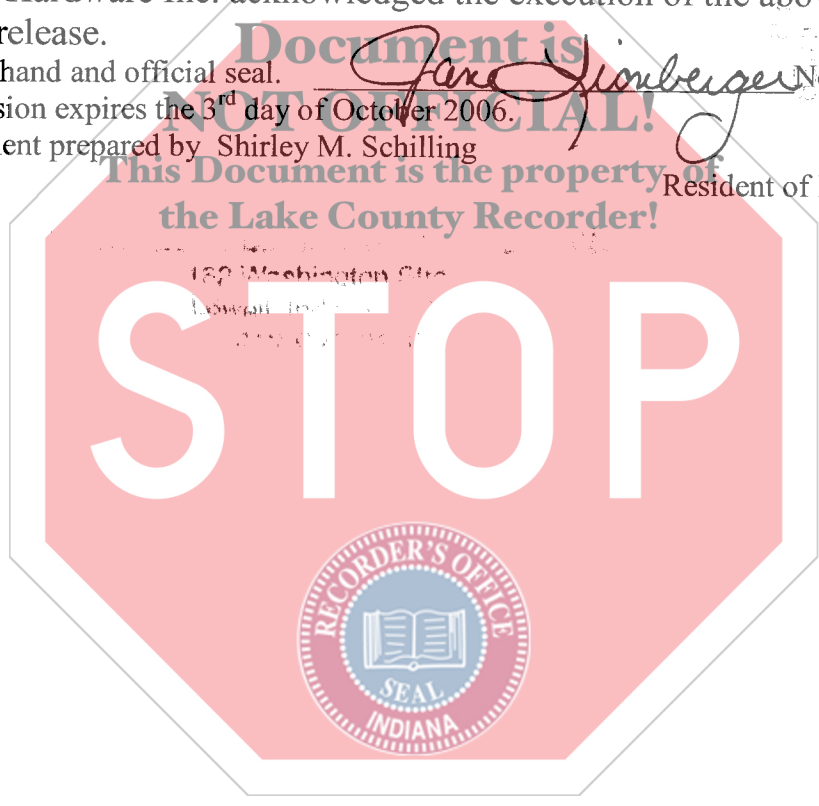 Hardware Inc. acknowledged the execution of the abo
release.
Document is
hand and official seal. Jane
sion expires the 3rd day of October 2006.
NOT OFFICIAL!
ent prepared by Shirley M. Schilling
This Document is the property of
Resident of
the Lake County Recorder!
Washington
STOP
RECORDER'S OFFICE
SEAL
INDIANA